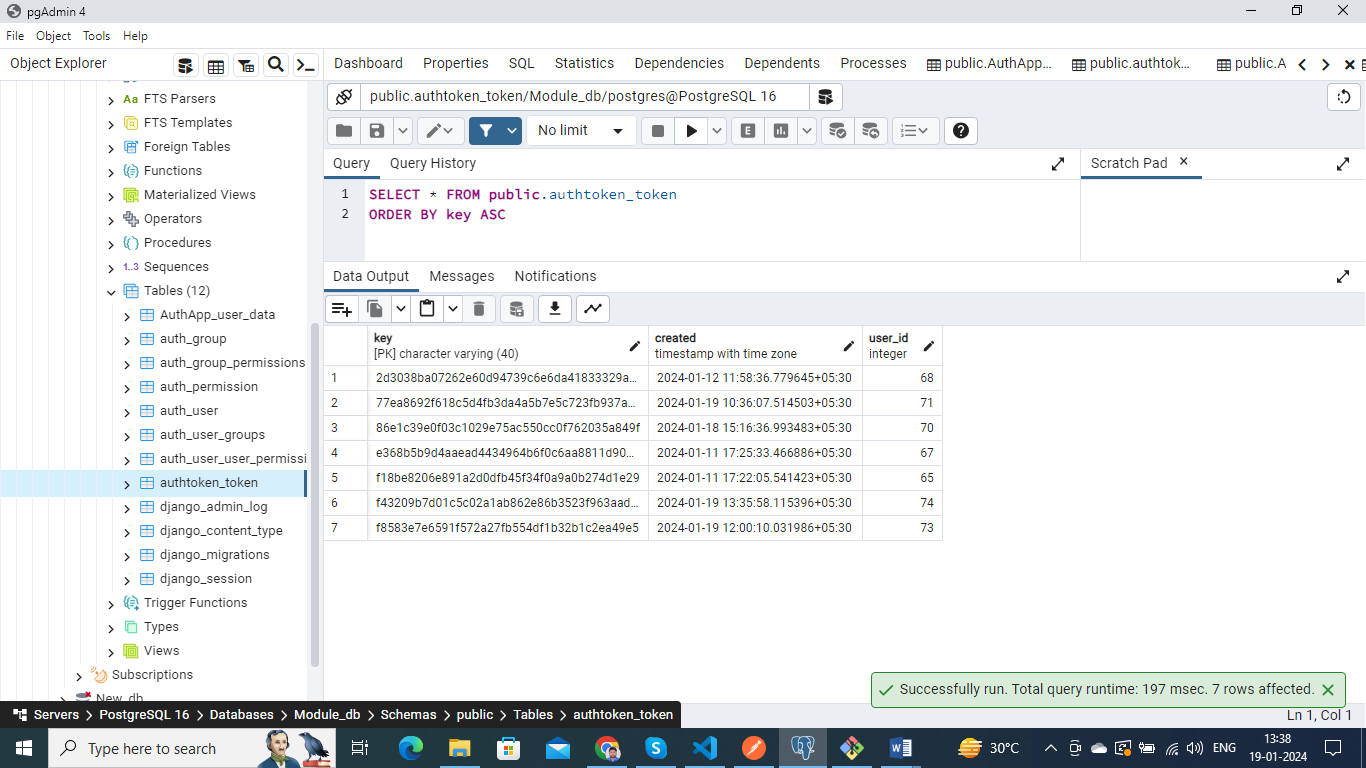 pgAdmin 4
File Object Tools Help
Object Explorer
Dashboard Properties SQL Statistics Dependencies Dependents Processes public.AuthApp... public.authtok... public.A
public.authtoken_token/Module_db/postgres@PostgreSQL 16
No limit
E
Query Query History
Scratch Pad
1 SELECT * FROM public.authtoken_token
2 ORDER BY key ASC
Data Output Messages Notifications
key created user_id
[PK] character varying (40) timestamp with time zone integer
1 2d3038ba07262e60d94739c6e6da41833329a... 2024-01-12 11:58:36.779645+05:30 68
2 77ea8692f618c5d4fb3da4a5b7e5c723fb937a... 2024-01-19 10:36:07.514503+05:30 71
3 86e1c39e0f03c1029e75ac550cc0f762035a849f 2024-01-18 15:16:36.993483+05:30 70
4 e368b5b9d4aaead4434964b6f0c6aa8811d90... 2024-01-11 17:25:33.466886+05:30 67
5 f18be8206e891a2d0dfb45f34f0a9a0b274d1e29 2024-01-11 17:22:05.541423+05:30 65
6 f43209b7d01c5c02a1ab862e86b3523f963aad... 2024-01-19 13:35:58.115396+05:30 74
7 f8583e7e6591f572a27fb554df1b32b1c2ea49e5 2024-01-19 12:00:10.031986+05:30 73
Aa FTS Parsers
FTS Templates
Foreign Tables
Functions
Materialized Views
Operators
Procedures
1..3 Sequences
Tables (12)
AuthApp_user_data
auth_group
auth_group_permissions
auth_permission
auth_user
auth_user_groups
auth_user_user_permissi
authtoken_token
django_admin_log
django_content_type
django_migrations
django_session
Trigger Functions
Types
Views
Subscriptions
New_db
Successfully run. Total query runtime: 197 msec. 7 rows affected.
Servers > PostgreSQL 16 > Databases > Module_db > Schemas > public > Tables > authtoken_token
Ln 1, Col 1
Type here to search
30°C
ENG
13:38
19-01-2024